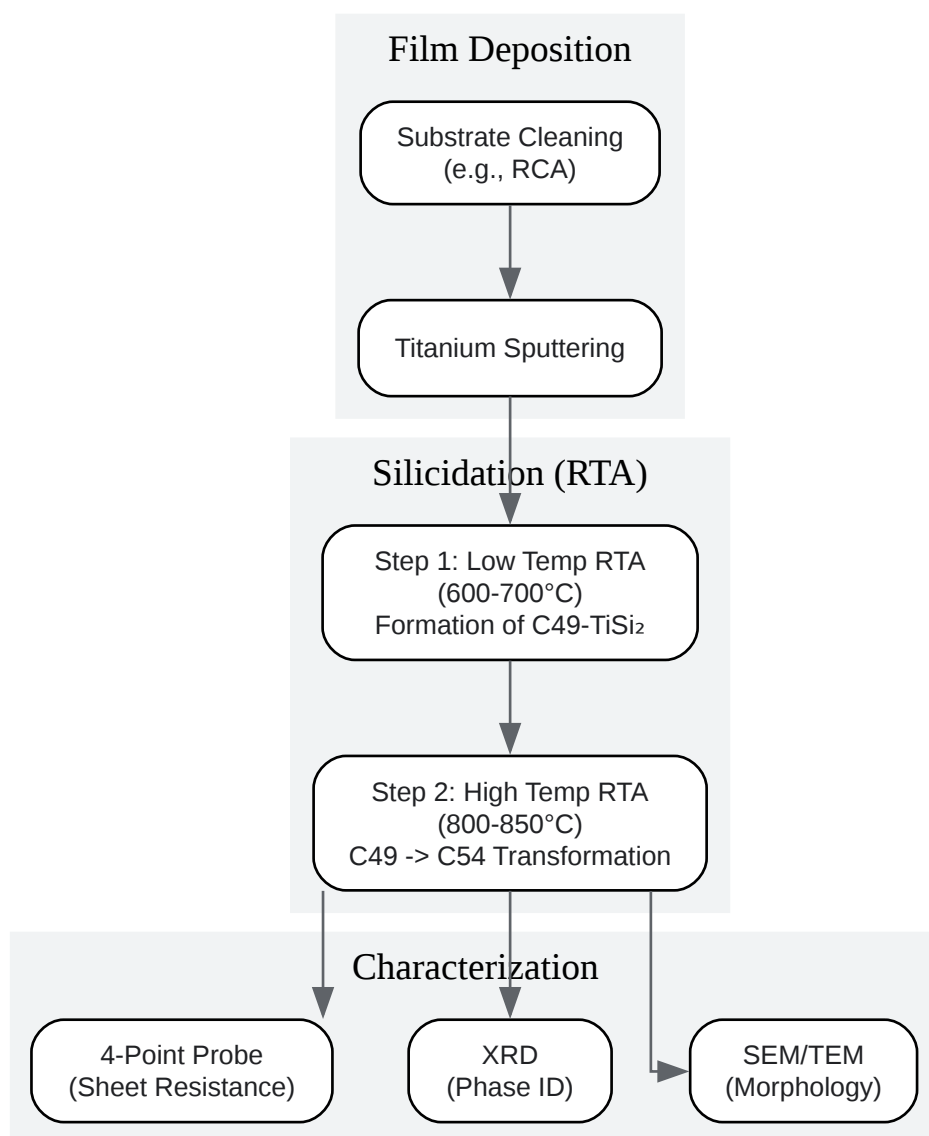 Film Deposition
Substrate Cleaning
(e.g., RCA)
Titanium Sputtering
Silicidation (RTA)
Step 1: Low Temp RTA
(600-700°C)
Formation of C49-TiSi₂
Step 2: High Temp RTA
(800-850°C)
C49 -> C54 Transformation
Characterization
4-Point Probe
(Sheet Resistance)
XRD
(Phase ID)
SEM/TEM
(Morphology)